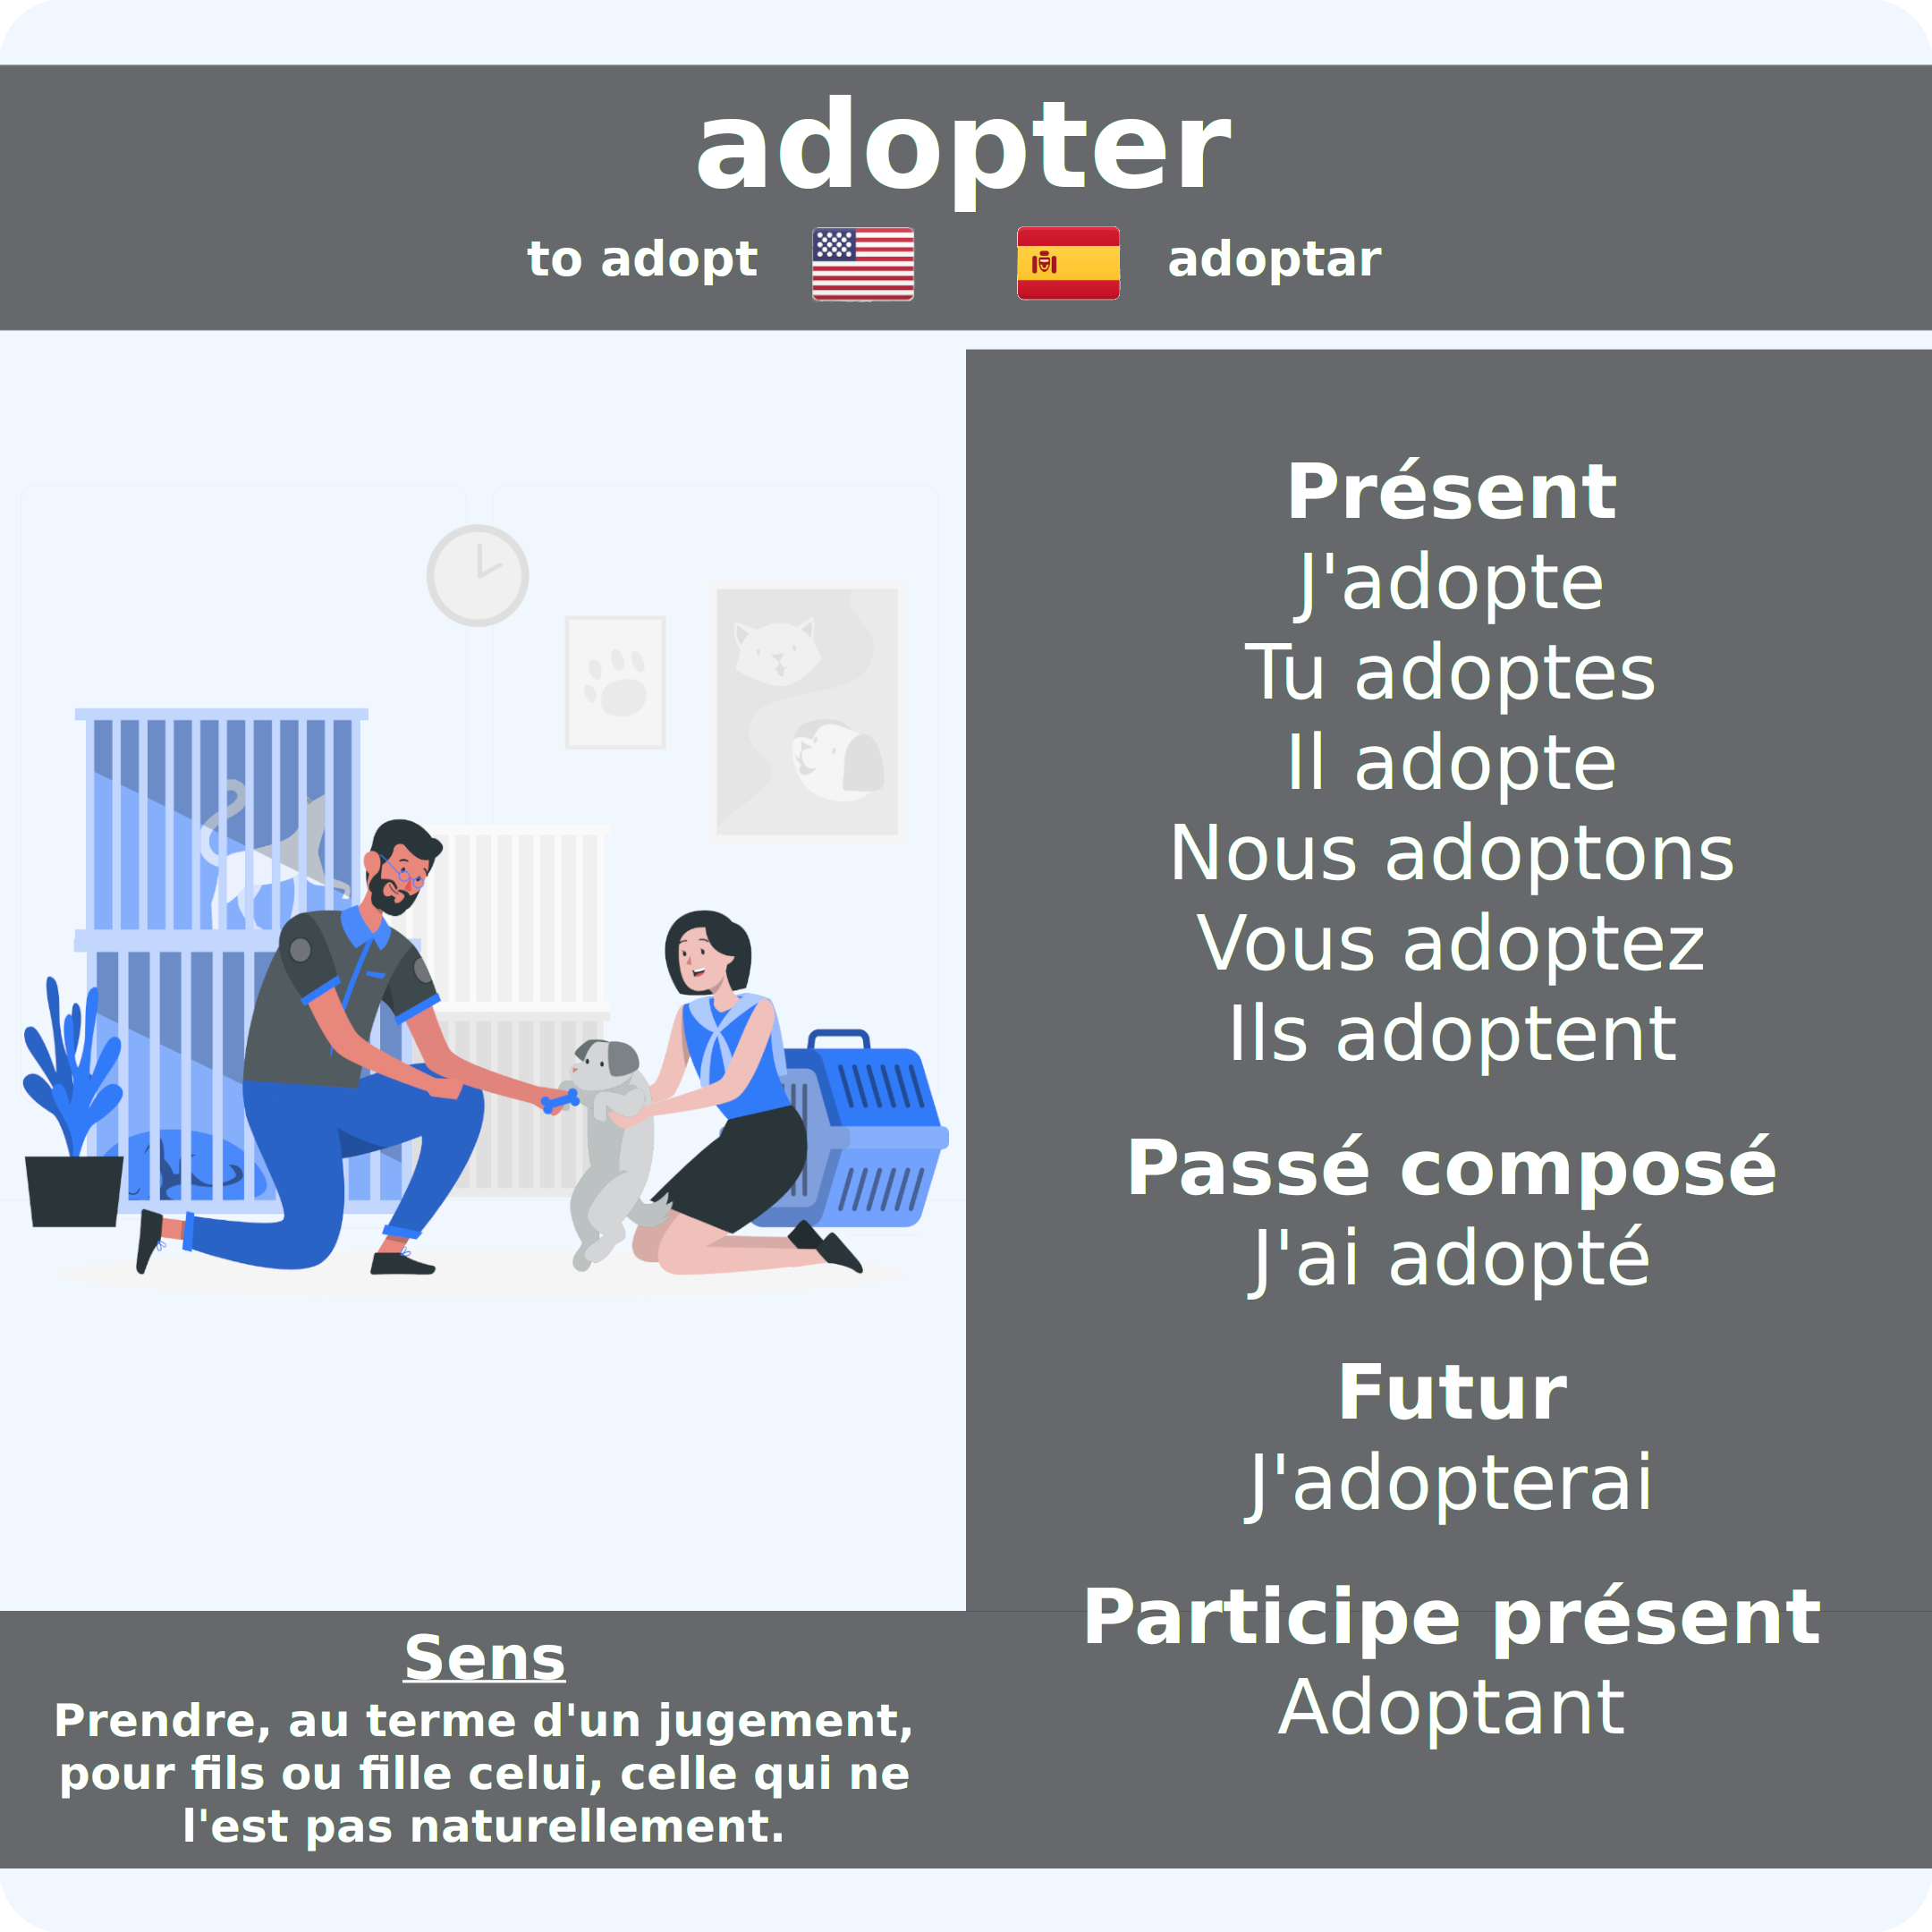 adopter
to adopt
adoptar
Présent
J'adopte
Tu adoptes
Il adopte
Nous adoptons
Vous adoptez
Ils adoptent
Passé composé
J'ai adopté
Futur
J'adopterai
Participe présent
Adoptant
Sens
Prendre, au terme d'un jugement,
pour fils ou fille celui, celle qui ne
l'est pas naturellement.